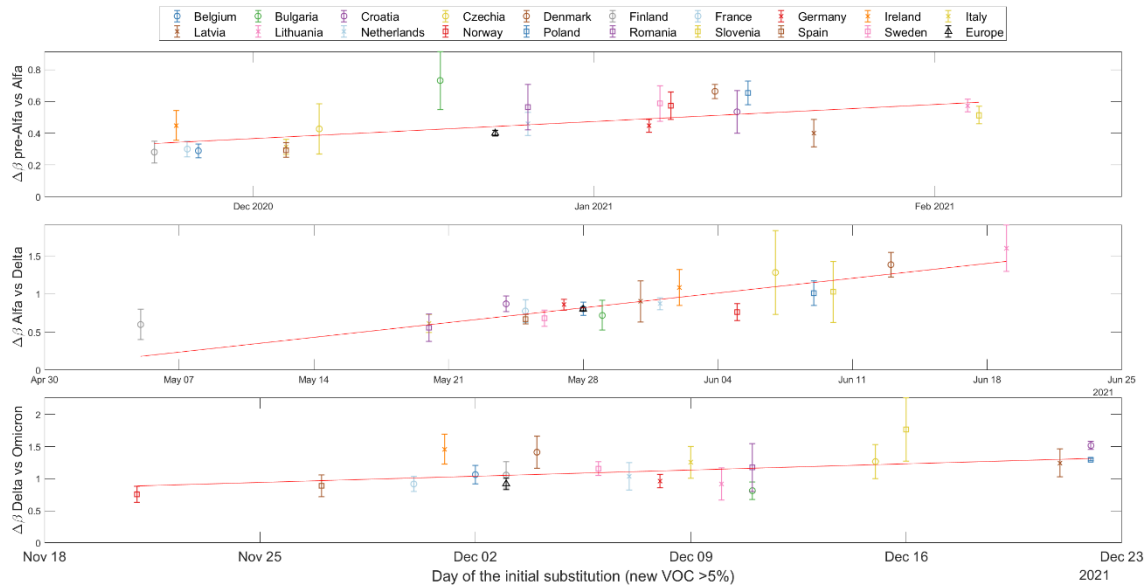 Belgium Bulgaria Croatia Czechia Denmark Finland France Germany Ireland Italy
Latvia Lithuania Netherlands Norway Poland Romania Slovenia Spain Sweden Europe
Δβ pre-Alfa vs Alfa
0.8
0.6
0.4
0.2
0
Dec 2020 Jan 2021 Feb 2021
Δβ Alfa vs Delta
1.5
1
0.5
0
Apr 30 May 07 May 14 May 21 May 28 Jun 04 Jun 11 Jun 18 Jun 25
2021
Δβ Delta vs Omicron
2
1.5
1
0.5
0
Nov 18 Nov 25 Dec 02 Dec 09 Dec 16 Dec 23
2021
Day of the initial substitution (new VOC >5%)